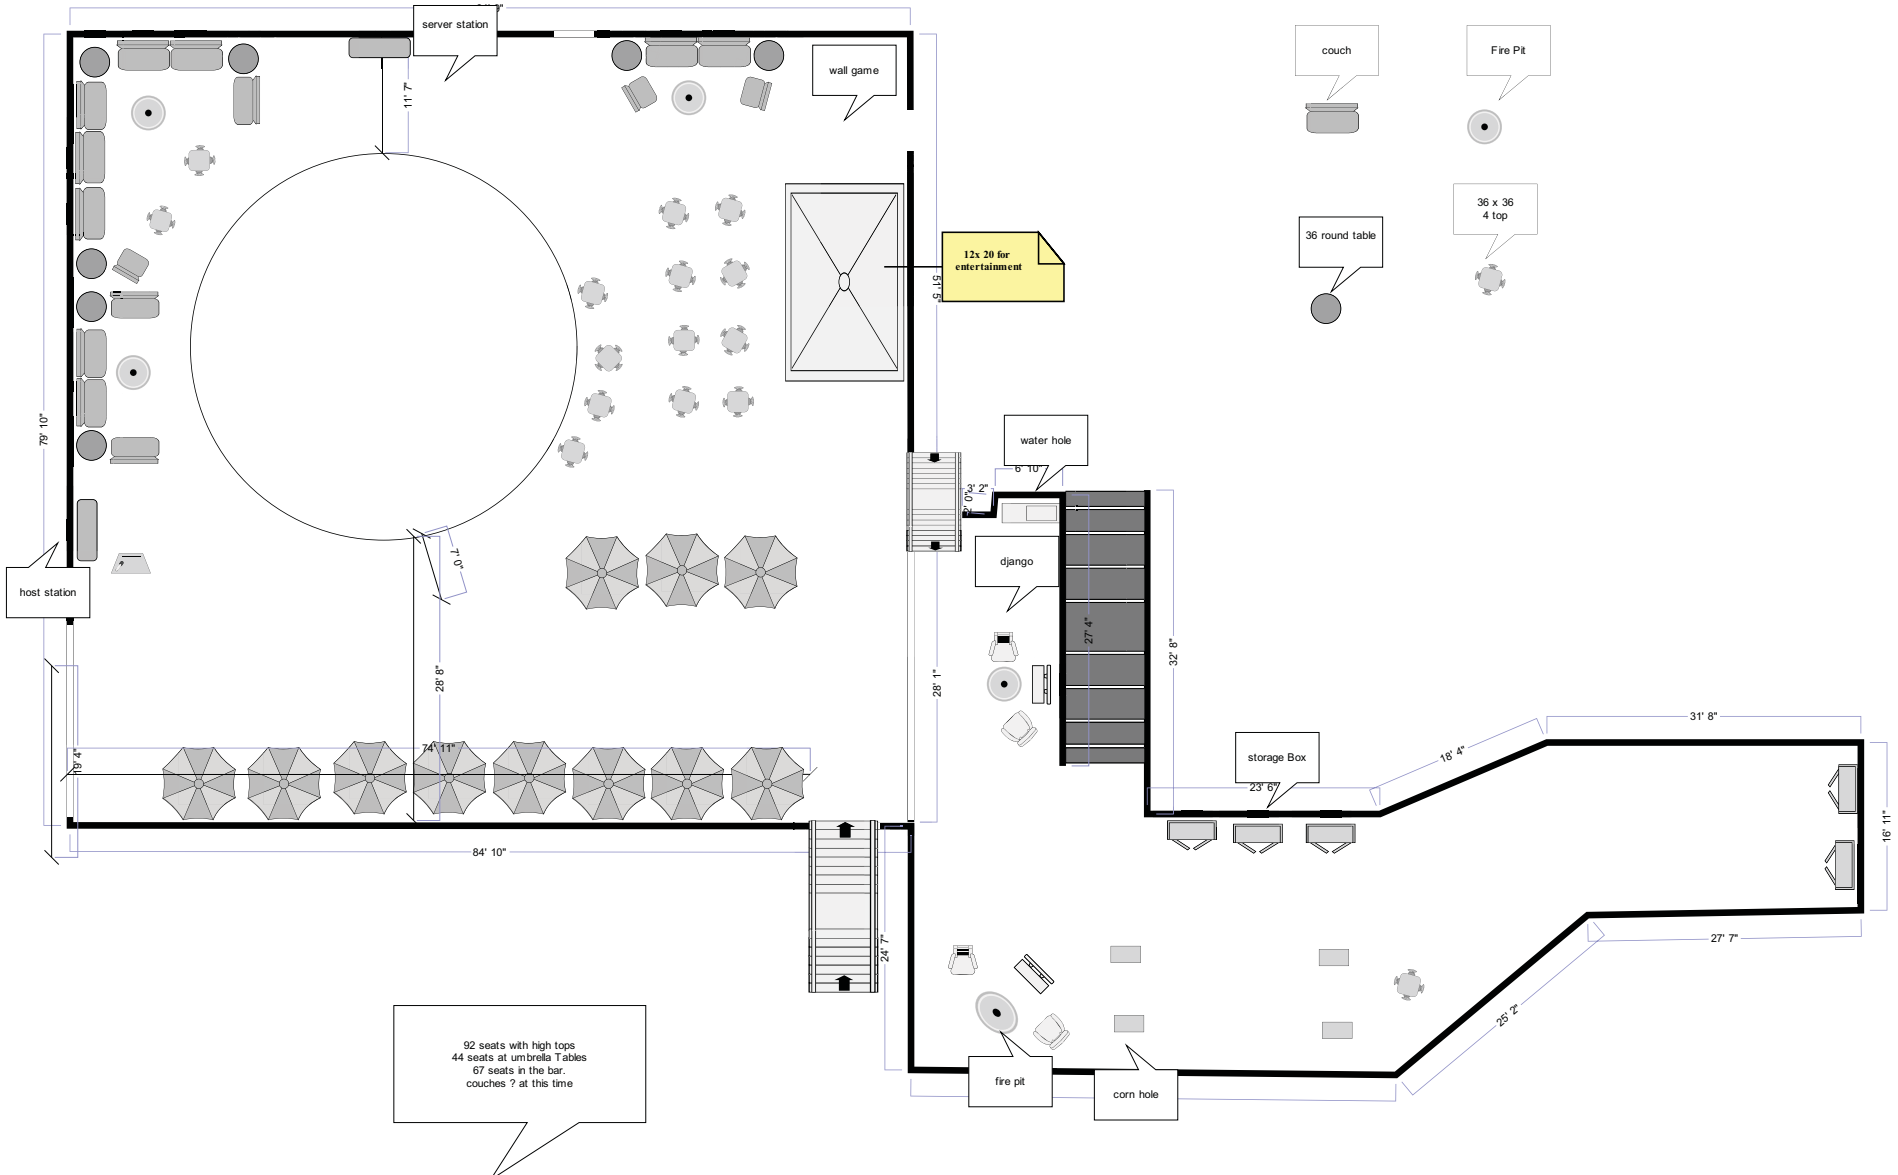 server station
wall game
11' 7"
couch
Fire Pit
36 round table
36 x 36
4 top
12x 20 for
entertainment
51' 5"
79' 10"
water hole
6' 10"
3' 2"
2' 0"
django
host station
7' 0"
28' 8"
27' 4"
32' 8"
28' 1"
19' 4"
74' 11"
84' 10"
storage Box
23' 6"
18' 4"
31' 8"
16' 11"
27' 7"
25' 2"
24' 7"
fire pit
corn hole
92 seats with high tops
44 seats at umbrella Tables
67 seats in the bar.
couches ? at this time